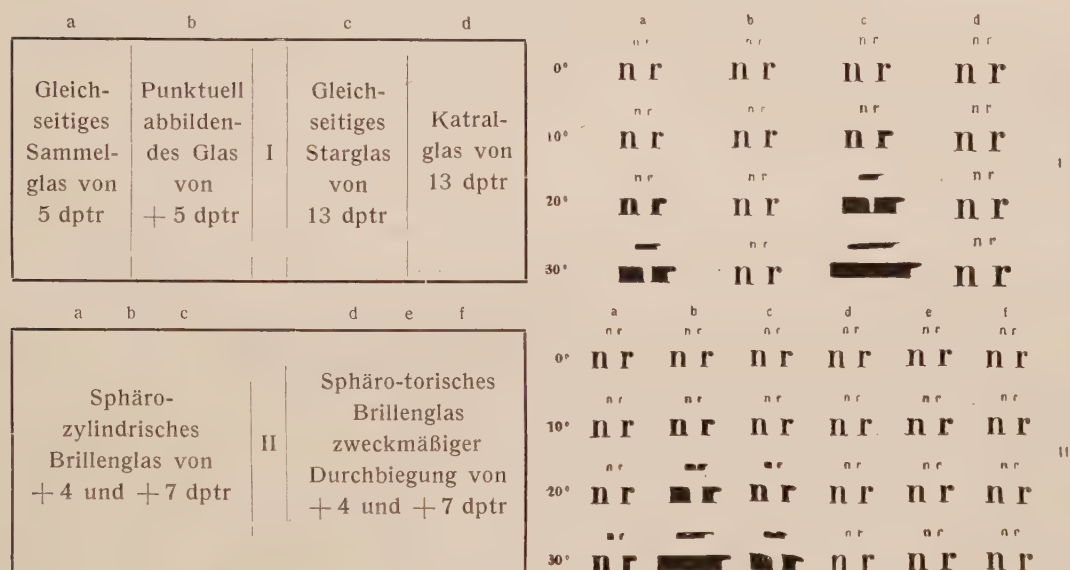 a b c d
Gleich-
seitiges
Sammel-
glas von
5 dptr
Punktuell
abbilden-
des Glas
von
+ 5 dptr
I
Gleich-
seitiges
Starglas
von
13 dptr
Katral-
glas von
13 dptr
a b c d
n r n r n r n r
0° n r n r n r n r
n r n r n r n r
10° n r n r n r n r
I
n r n r n r
20° n r n r n r
n r n r
30° n r n r
a b c d e f
Sphäro-
zylindrisches
Brillenglas von
+ 4 und + 7 dptr
II
Sphäro-torisches
Brillenglas
zweckmäßiger
Durchbiegung von
+ 4 und + 7 dptr
a b c d e f
n r n r n r n r n r n r
0° n r n r n r n r n r n r
n r n r n r n r n r n r
10° n r n r n r n r n r n r
II
n r n r n r n r
20° n r n r n r n r n r n r
n r n r n r
30° n r n r n r n r